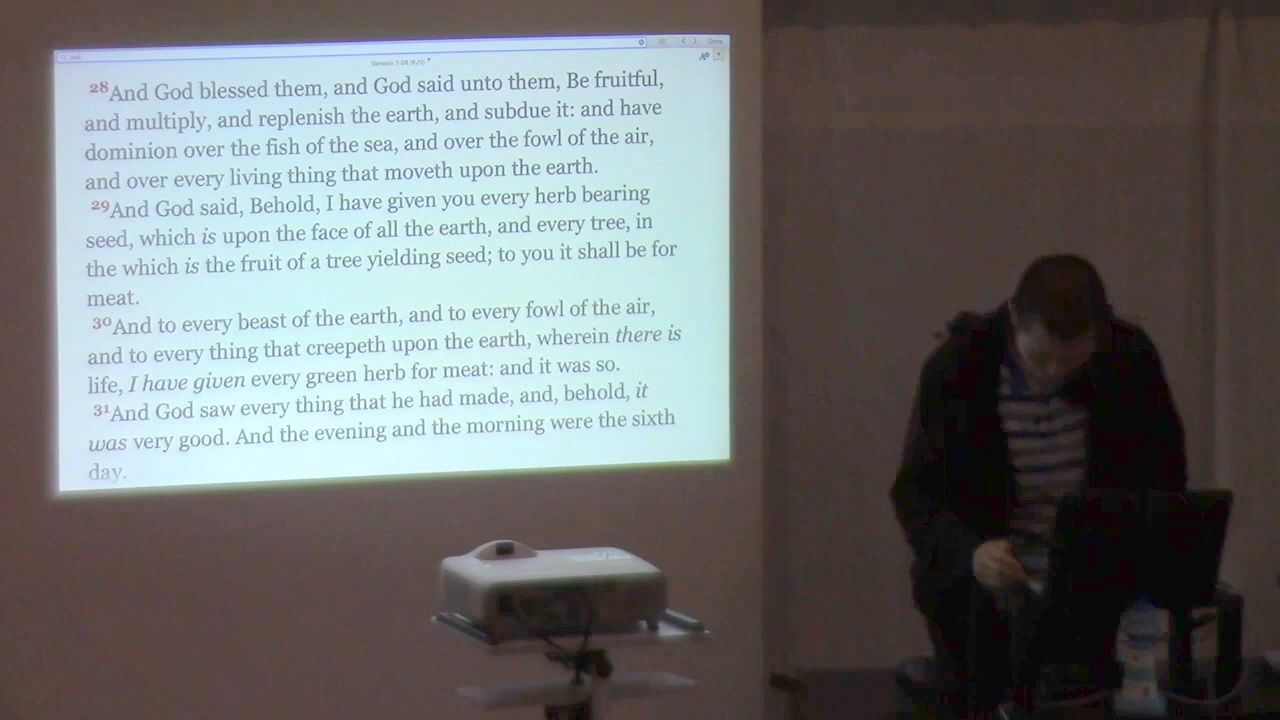 Done
Genesis 1:28 (KJV)
28And God blessed them, and God said unto them, Be fruitful,
and multiply, and replenish the earth, and subdue it: and have
dominion over the fish of the sea, and over the fowl of the air,
and over every living thing that moveth upon the earth.
29And God said, Behold, I have given you every herb bearing
seed, which is upon the face of all the earth, and every tree, in
the which is the fruit of a tree yielding seed; to you it shall be for
meat.
30And to every beast of the earth, and to every fowl of the air,
and to every thing that creepeth upon the earth, wherein there is
life, I have given every green herb for meat: and it was so.
31And God saw every thing that he had made, and, behold, it
was very good. And the evening and the morning were the sixth
day.